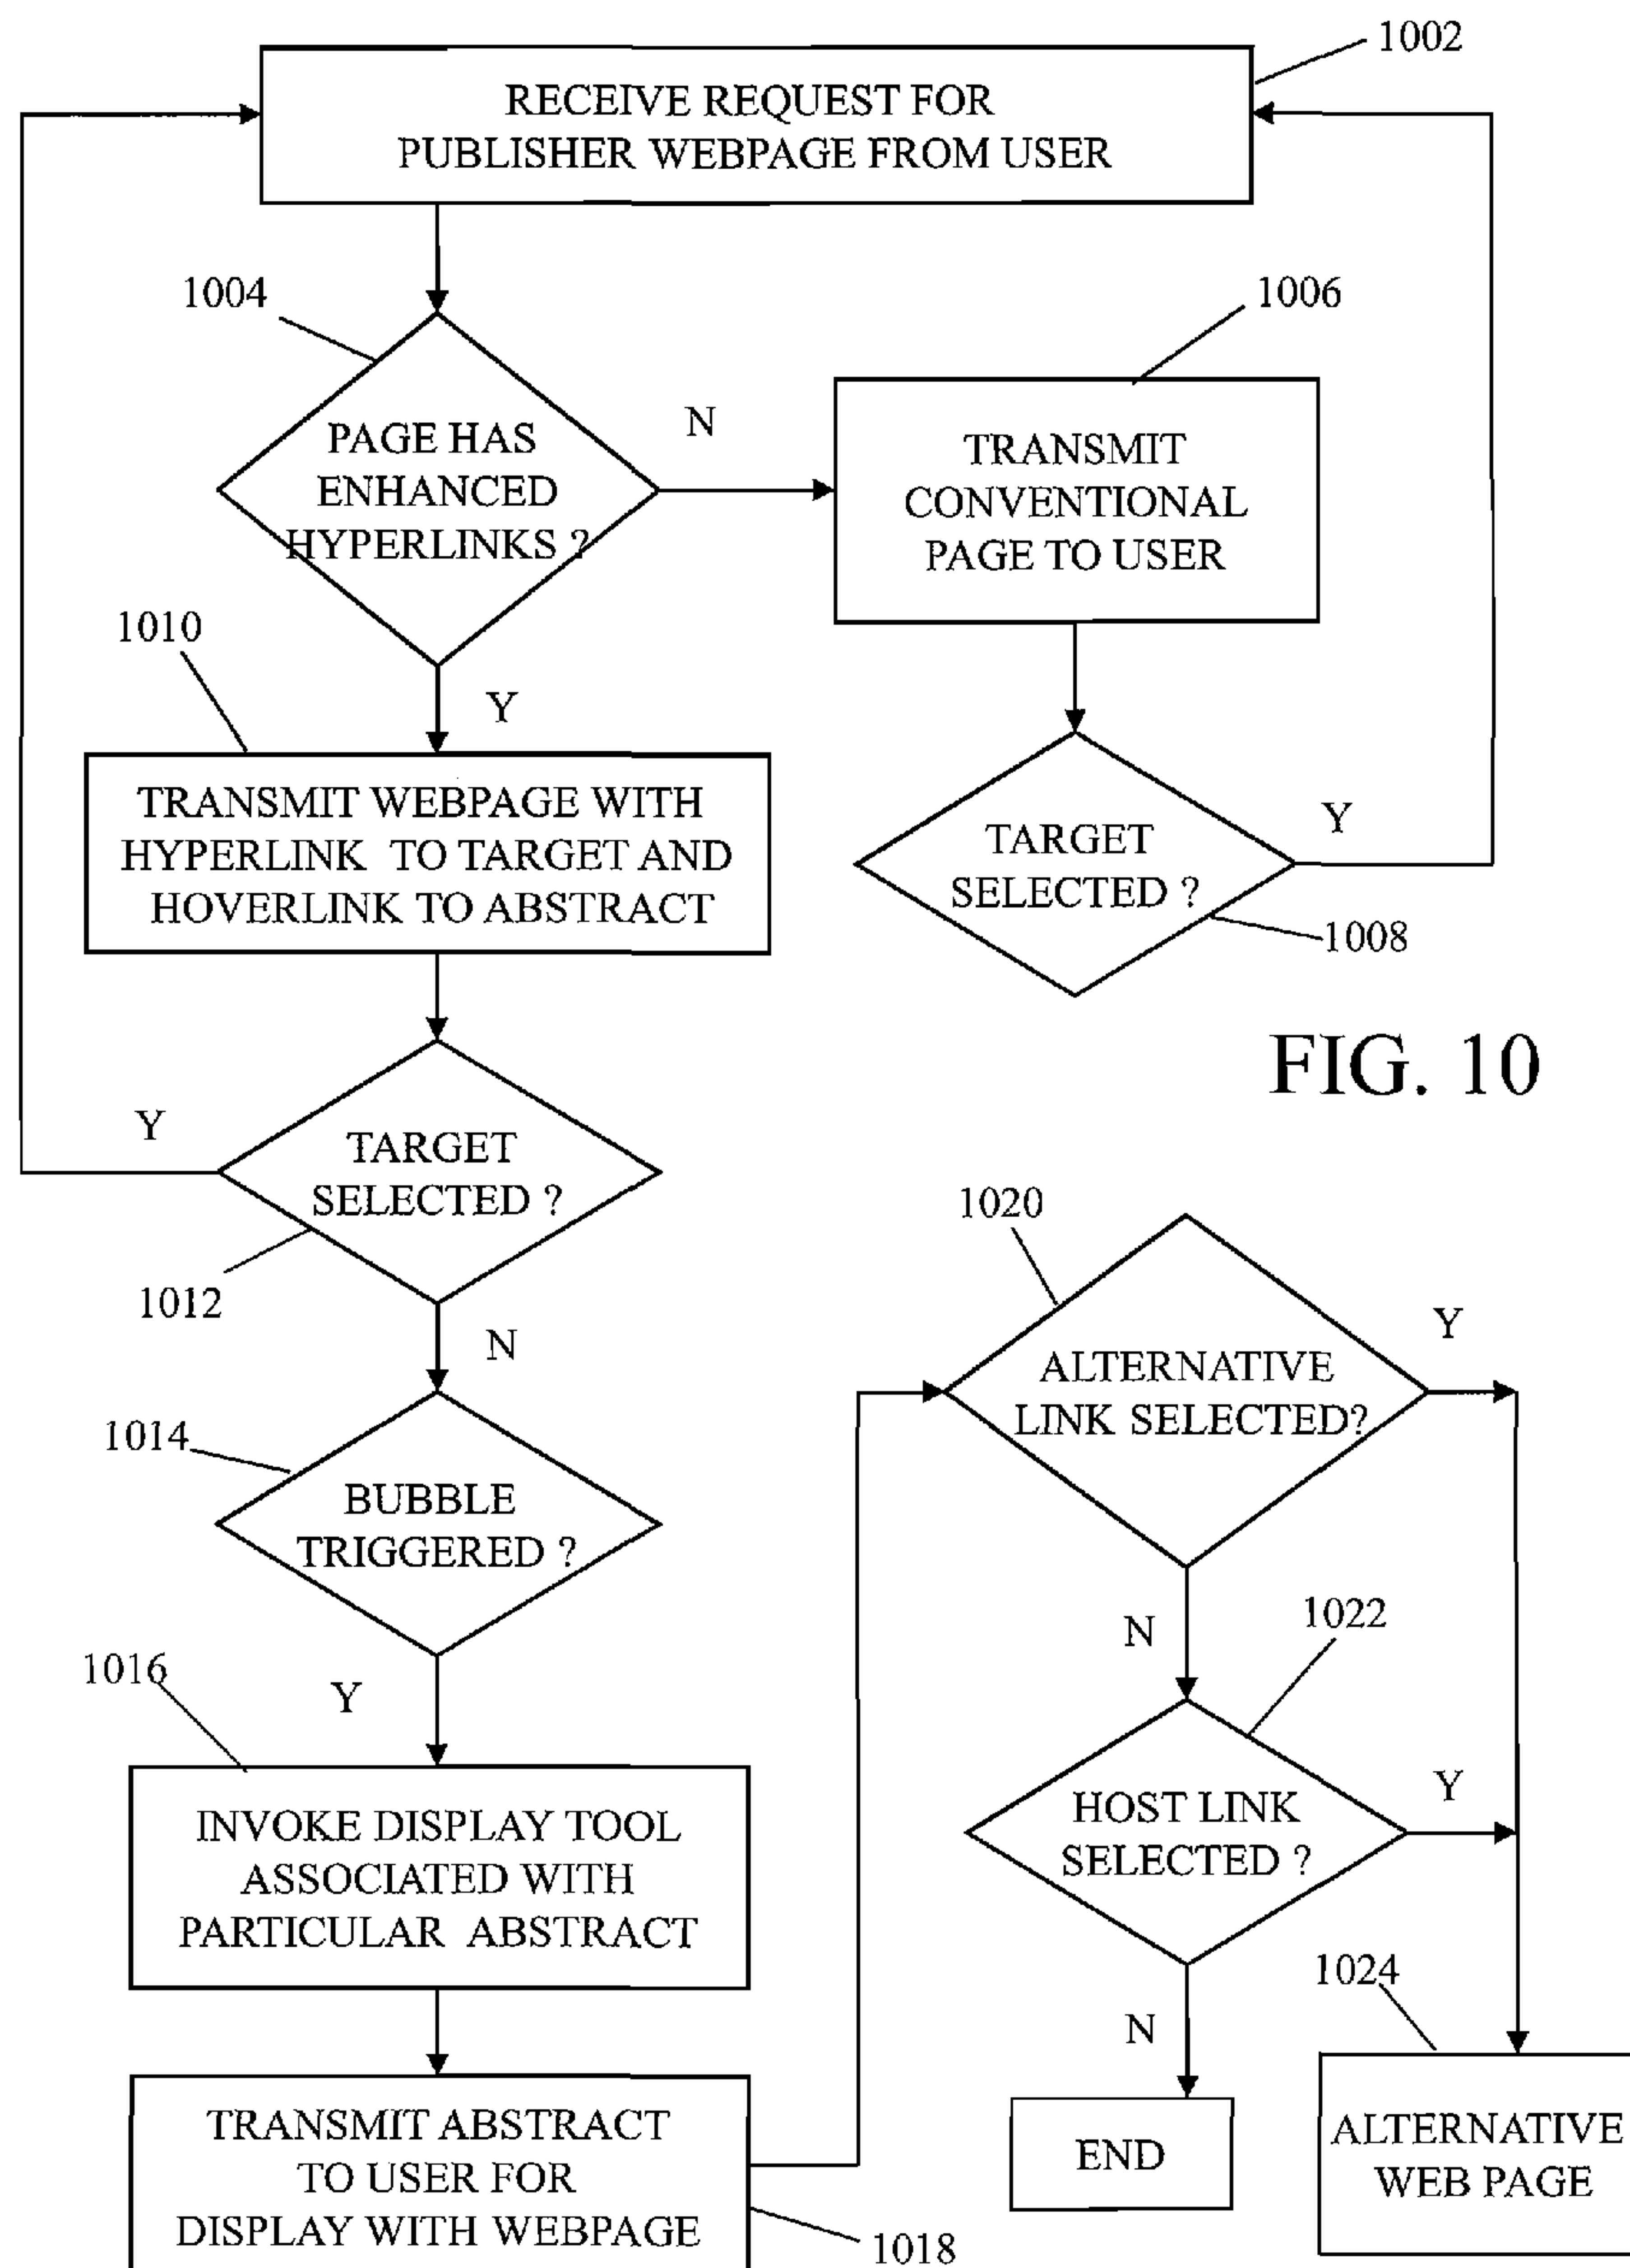 1002
RECEIVE REQUEST FOR
PUBLISHER WEBPAGE FROM USER
1004
1006
PAGE HAS
ENHANCED
HYPERLINKS ?
N
TRANSMIT
CONVENTIONAL
PAGE TO USER
1010
Y
TRANSMIT WEBPAGE WITH
HYPERLINK TO TARGET AND
HOVERLINK TO ABSTRACT
TARGET
SELECTED ?
Y
1008
FIG. 10
Y
TARGET
SELECTED ?
1012
N
1014
BUBBLE
TRIGGERED ?
1016
Y
INVOKE DISPLAY TOOL
ASSOCIATED WITH
PARTICULAR ABSTRACT
TRANSMIT ABSTRACT
TO USER FOR
DISPLAY WITH WEBPAGE
1018
1020
ALTERNATIVE
LINK SELECTED?
Y
N
1022
HOST LINK
SELECTED ?
Y
N
1024
END
ALTERNATIVE
WEB PAGE